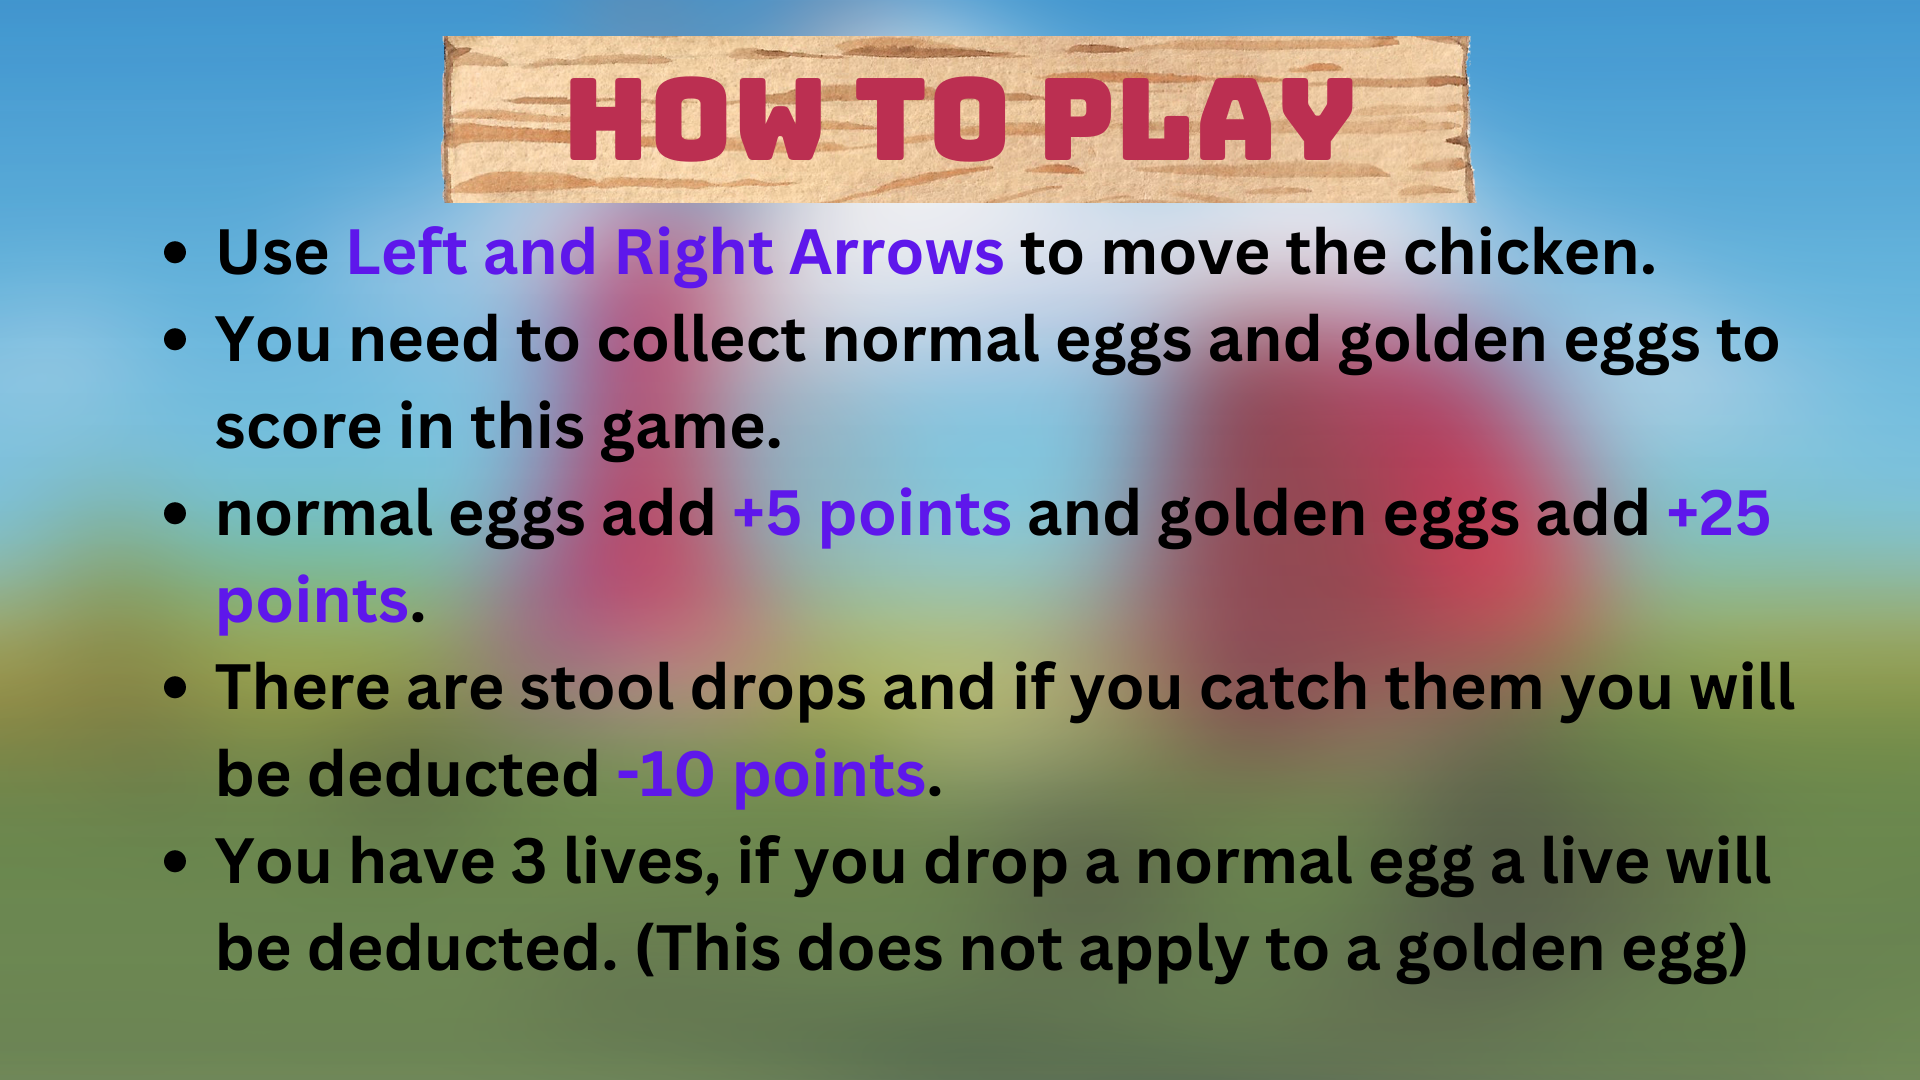 HOW TO PLAY
• Use Left and Right Arrows to move the chicken.
• You need to collect normal eggs and golden eggs to
score in this game.
• normal eggs add +5 points and golden eggs add +25
points.
• There are stool drops and if you catch them you will
be deducted -10 points.
• You have 3 lives, if you drop a normal egg a live will
be deducted. (This does not apply to a golden egg)